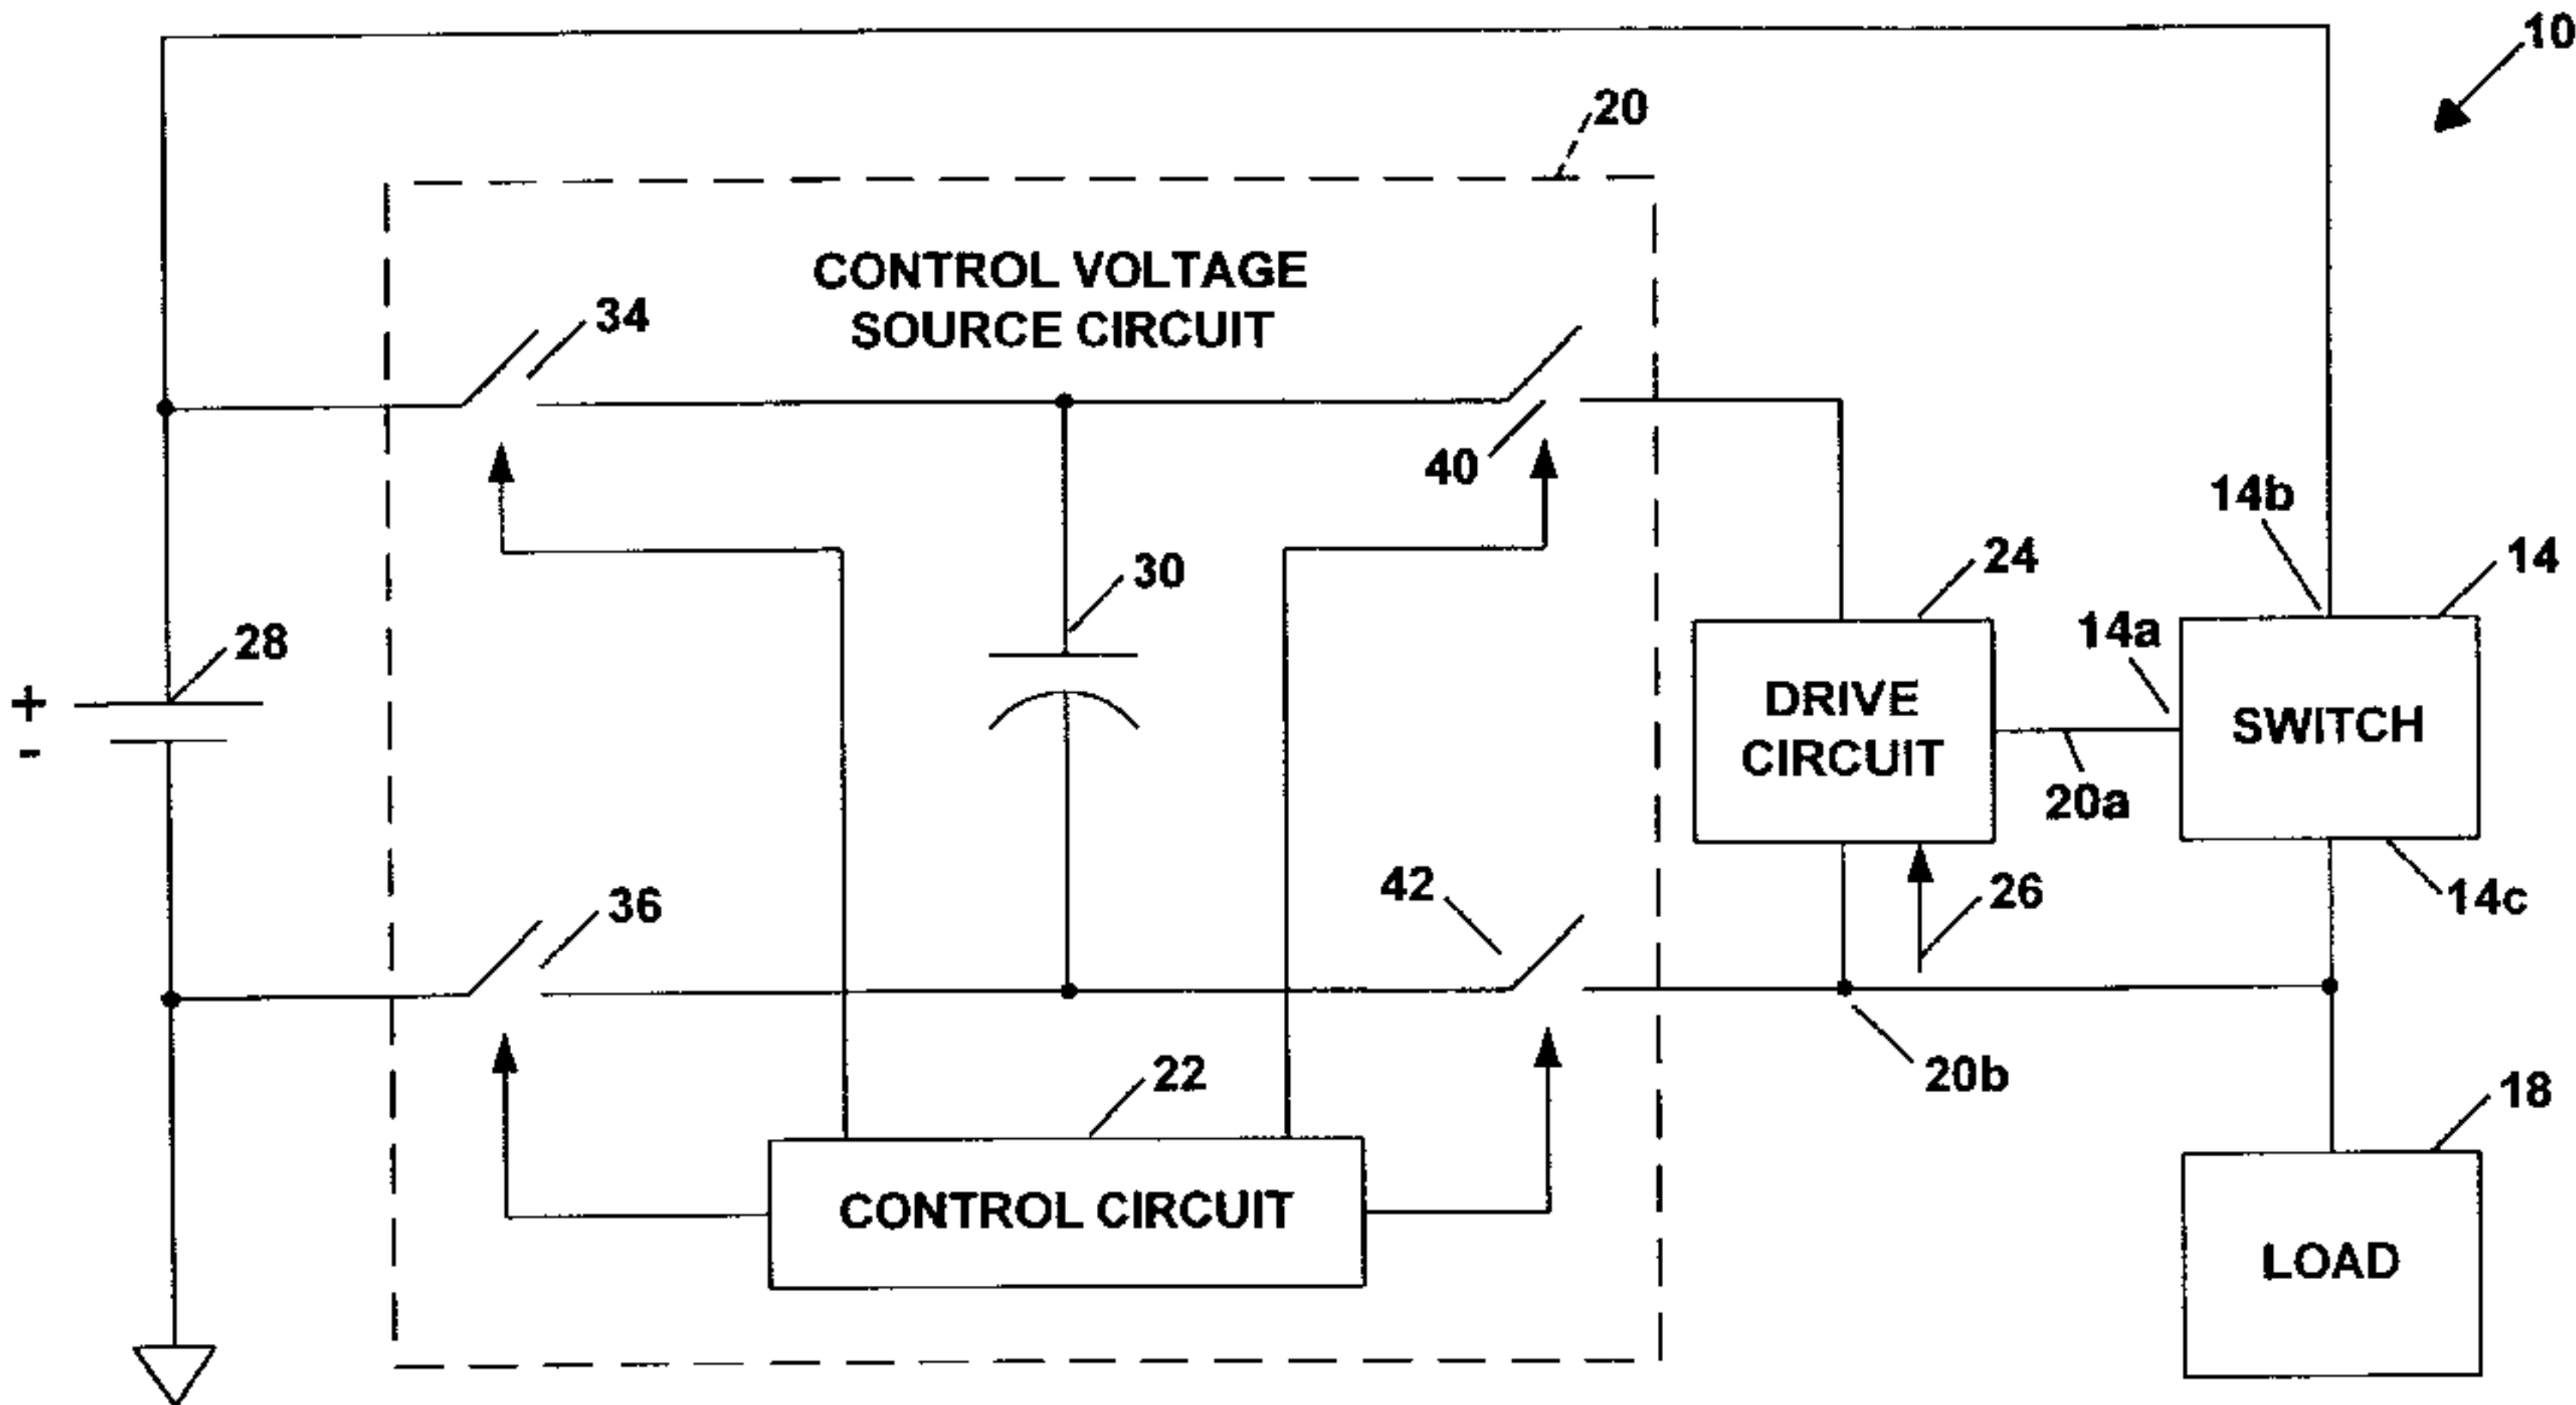 10
20
CONTROL VOLTAGE
SOURCE CIRCUIT
34
40
14b
14
24
30
14a
28
+
-
DRIVE
CIRCUIT
SWITCH
20a
36
42
26
14c
22
20b
18
CONTROL CIRCUIT
LOAD